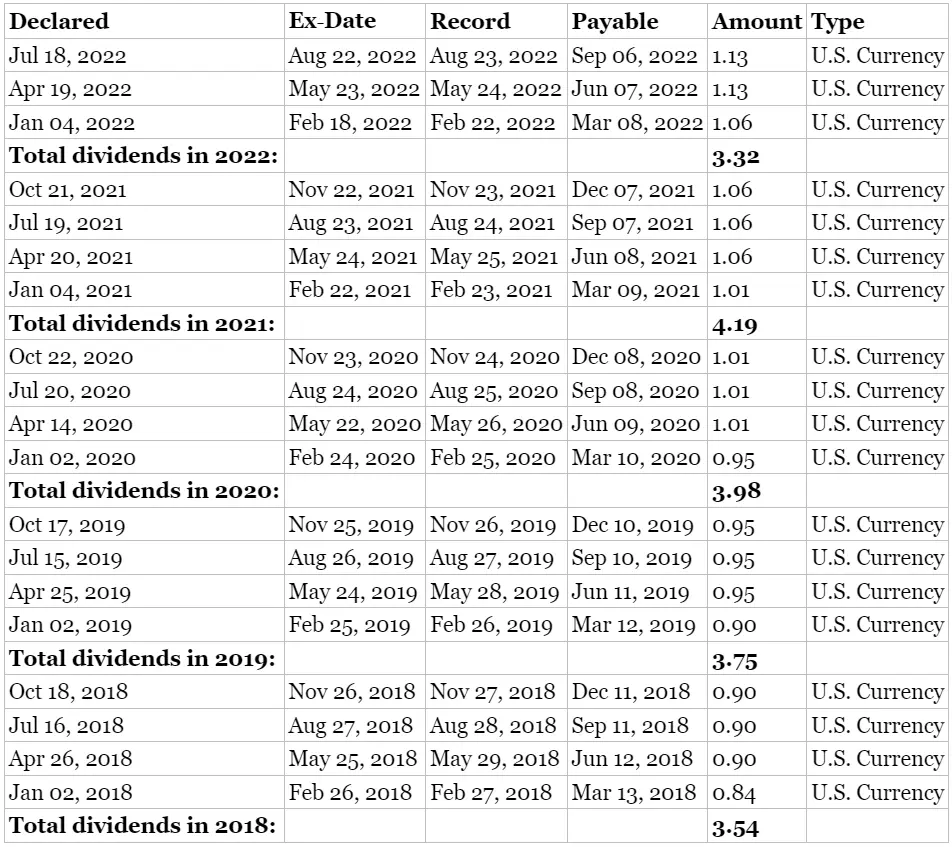 Declared Ex-Date Record Payable Amount Type
Jul 18, 2022 Aug 22, 2022 Aug 23, 2022 Sep 06, 2022 1.13 U.S. Currency
Apr 19, 2022 May 23, 2022 May 24, 2022 Jun 07, 2022 1.13 U.S. Currency
Jan 04, 2022 Feb 18, 2022 Feb 22, 2022 Mar 08, 2022 1.06 U.S. Currency
Total dividends in 2022: 3.32
Oct 21, 2021 Nov 22, 2021 Nov 23, 2021 Dec 07, 2021 1.06 U.S. Currency
Jul 19, 2021 Aug 23, 2021 Aug 24, 2021 Sep 07, 2021 1.06 U.S. Currency
Apr 20, 2021 May 24, 2021 May 25, 2021 Jun 08, 2021 1.06 U.S. Currency
Jan 04, 2021 Feb 22, 2021 Feb 23, 2021 Mar 09, 2021 1.01 U.S. Currency
Total dividends in 2021: 4.19
Oct 22, 2020 Nov 23, 2020 Nov 24, 2020 Dec 08, 2020 1.01 U.S. Currency
Jul 20, 2020 Aug 24, 2020 Aug 25, 2020 Sep 08, 2020 1.01 U.S. Currency
Apr 14, 2020 May 22, 2020 May 26, 2020 Jun 09, 2020 1.01 U.S. Currency
Jan 02, 2020 Feb 24, 2020 Feb 25, 2020 Mar 10, 2020 0.95 U.S. Currency
Total dividends in 2020: 3.98
Oct 17, 2019 Nov 25, 2019 Nov 26, 2019 Dec 10, 2019 0.95 U.S. Currency
Jul 15, 2019 Aug 26, 2019 Aug 27, 2019 Sep 10, 2019 0.95 U.S. Currency
Apr 25, 2019 May 24, 2019 May 28, 2019 Jun 11, 2019 0.95 U.S. Currency
Jan 02, 2019 Feb 25, 2019 Feb 26, 2019 Mar 12, 2019 0.90 U.S. Currency
Total dividends in 2019: 3.75
Oct 18, 2018 Nov 26, 2018 Nov 27, 2018 Dec 11, 2018 0.90 U.S. Currency
Jul 16, 2018 Aug 27, 2018 Aug 28, 2018 Sep 11, 2018 0.90 U.S. Currency
Apr 26, 2018 May 25, 2018 May 29, 2018 Jun 12, 2018 0.90 U.S. Currency
Jan 02, 2018 Feb 26, 2018 Feb 27, 2018 Mar 13, 2018 0.84 U.S. Currency
Total dividends in 2018: 3.54